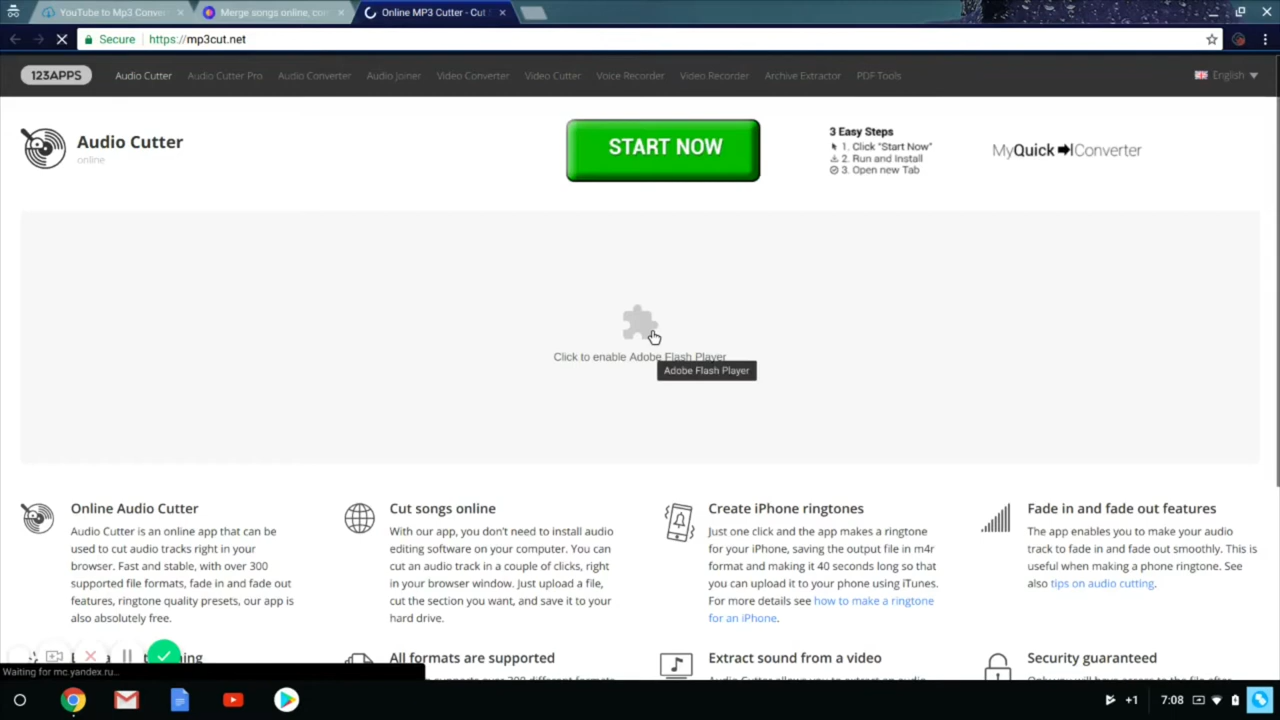 YouTube to Mp3 Conver
Merge songs online, com
Online MP3 Cutter - Cut
Secure
https://mp3cut.net
123APPS
Audio Cutter
Audio Cutter Pro
Audio Converter
Audio Joiner
Video Converter
Video Cutter
Voice Recorder
Video Recorder
Archive Extractor
PDF Tools
English
Audio Cutter
online
START NOW
3 Easy Steps
1. Click "Start Now"
2. Run and Install
3. Open new Tab
MyQuickConverter
Click to enable Adobe Flash Player
Adobe Flash Player
Online Audio Cutter
Audio Cutter is an online app that can be
used to cut audio tracks right in your
browser. Fast and stable, with over 300
supported file formats, fade in and fade out
features, ringtone quality presets, our app is
also absolutely free.
Cut songs online
With our app, you don't need to install audio
editing software on your computer. You can
cut an audio track in a couple of clicks, right
in your browser window. Just upload a file,
cut the section you want, and save it to your
hard drive.
Create iPhone ringtones
Just one click and the app makes a ringtone
for your iPhone, saving the output file in m4r
format and making it 40 seconds long so that
you can upload it to your phone using iTunes.
For more details see how to make a ringtone
for an iPhone.
Fade in and fade out features
The app enables you to make your audio
track to fade in and fade out smoothly. This is
useful when making a phone ringtone. See
also tips on audio cutting.
All formats are supported
Extract sound from a video
Security guaranteed
Waiting for mc.yandex.ru...
+1
7:08